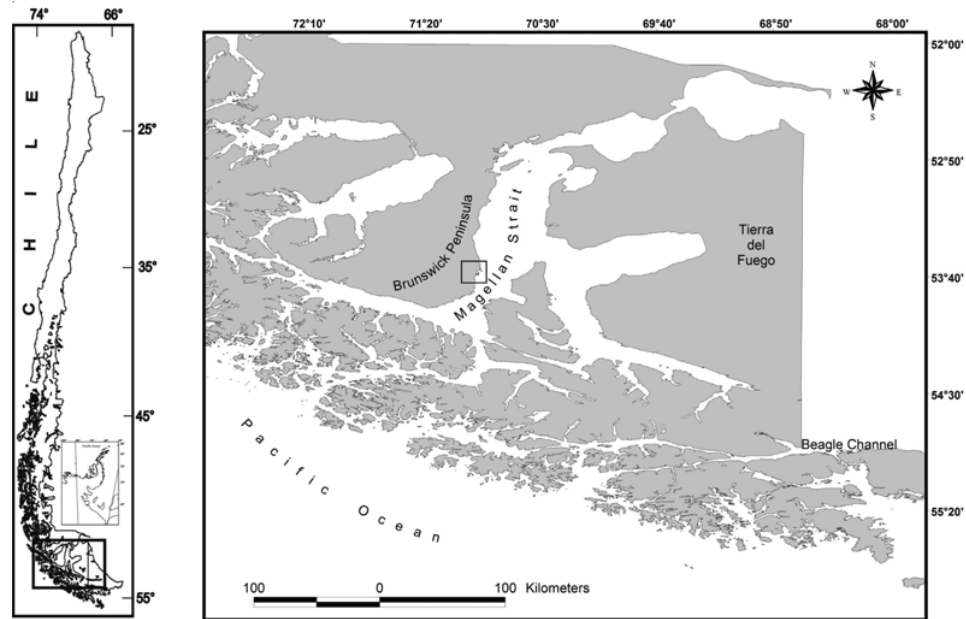 74° 66°
C H I L E
25°
35°
45°
55°
72°10' 71°20' 70°30' 69°40' 68°50' 68°00'
52°00'
52°50'
53°40'
54°30'
55°20'
N
W E
S
Brunswick Peninsula
Magellan Strait
Tierra
del
Fuego
Beagle Channel
Pacific Ocean
100 0 100 Kilometers